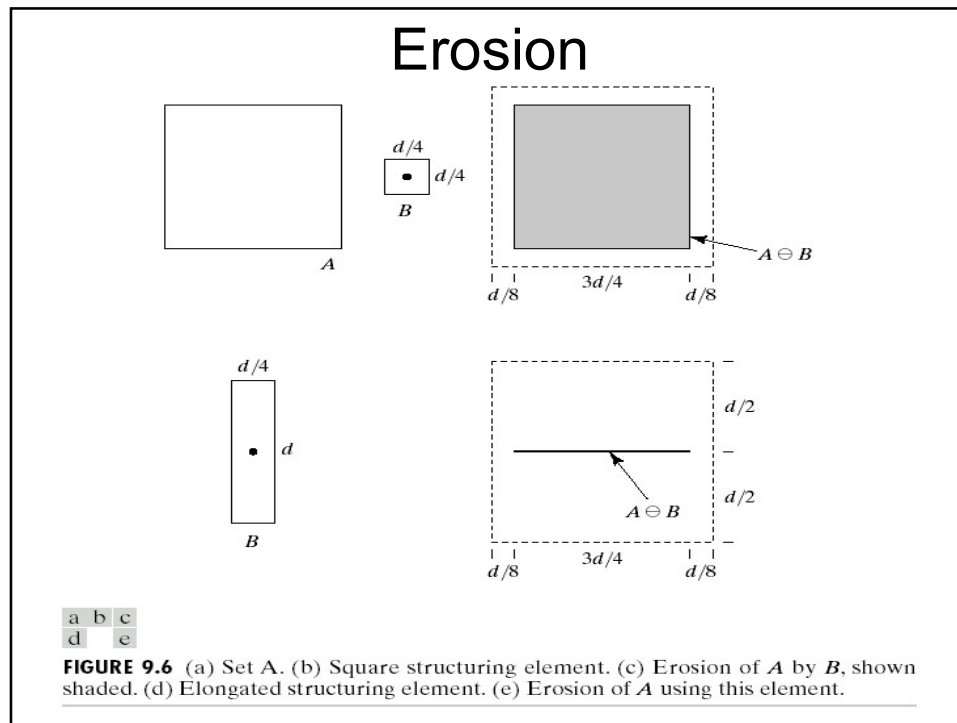 Erosion
A
d/4
d/4
B
A ⊖ B
d/8
3d/4
d/8
d/4
d
B
d/2
d/2
A ⊖ B
d/8
3d/4
d/8
a b c
d e
FIGURE 9.6 (a) Set A. (b) Square structuring element. (c) Erosion of A by B, shown
shaded. (d) Elongated structuring element. (e) Erosion of A using this element.